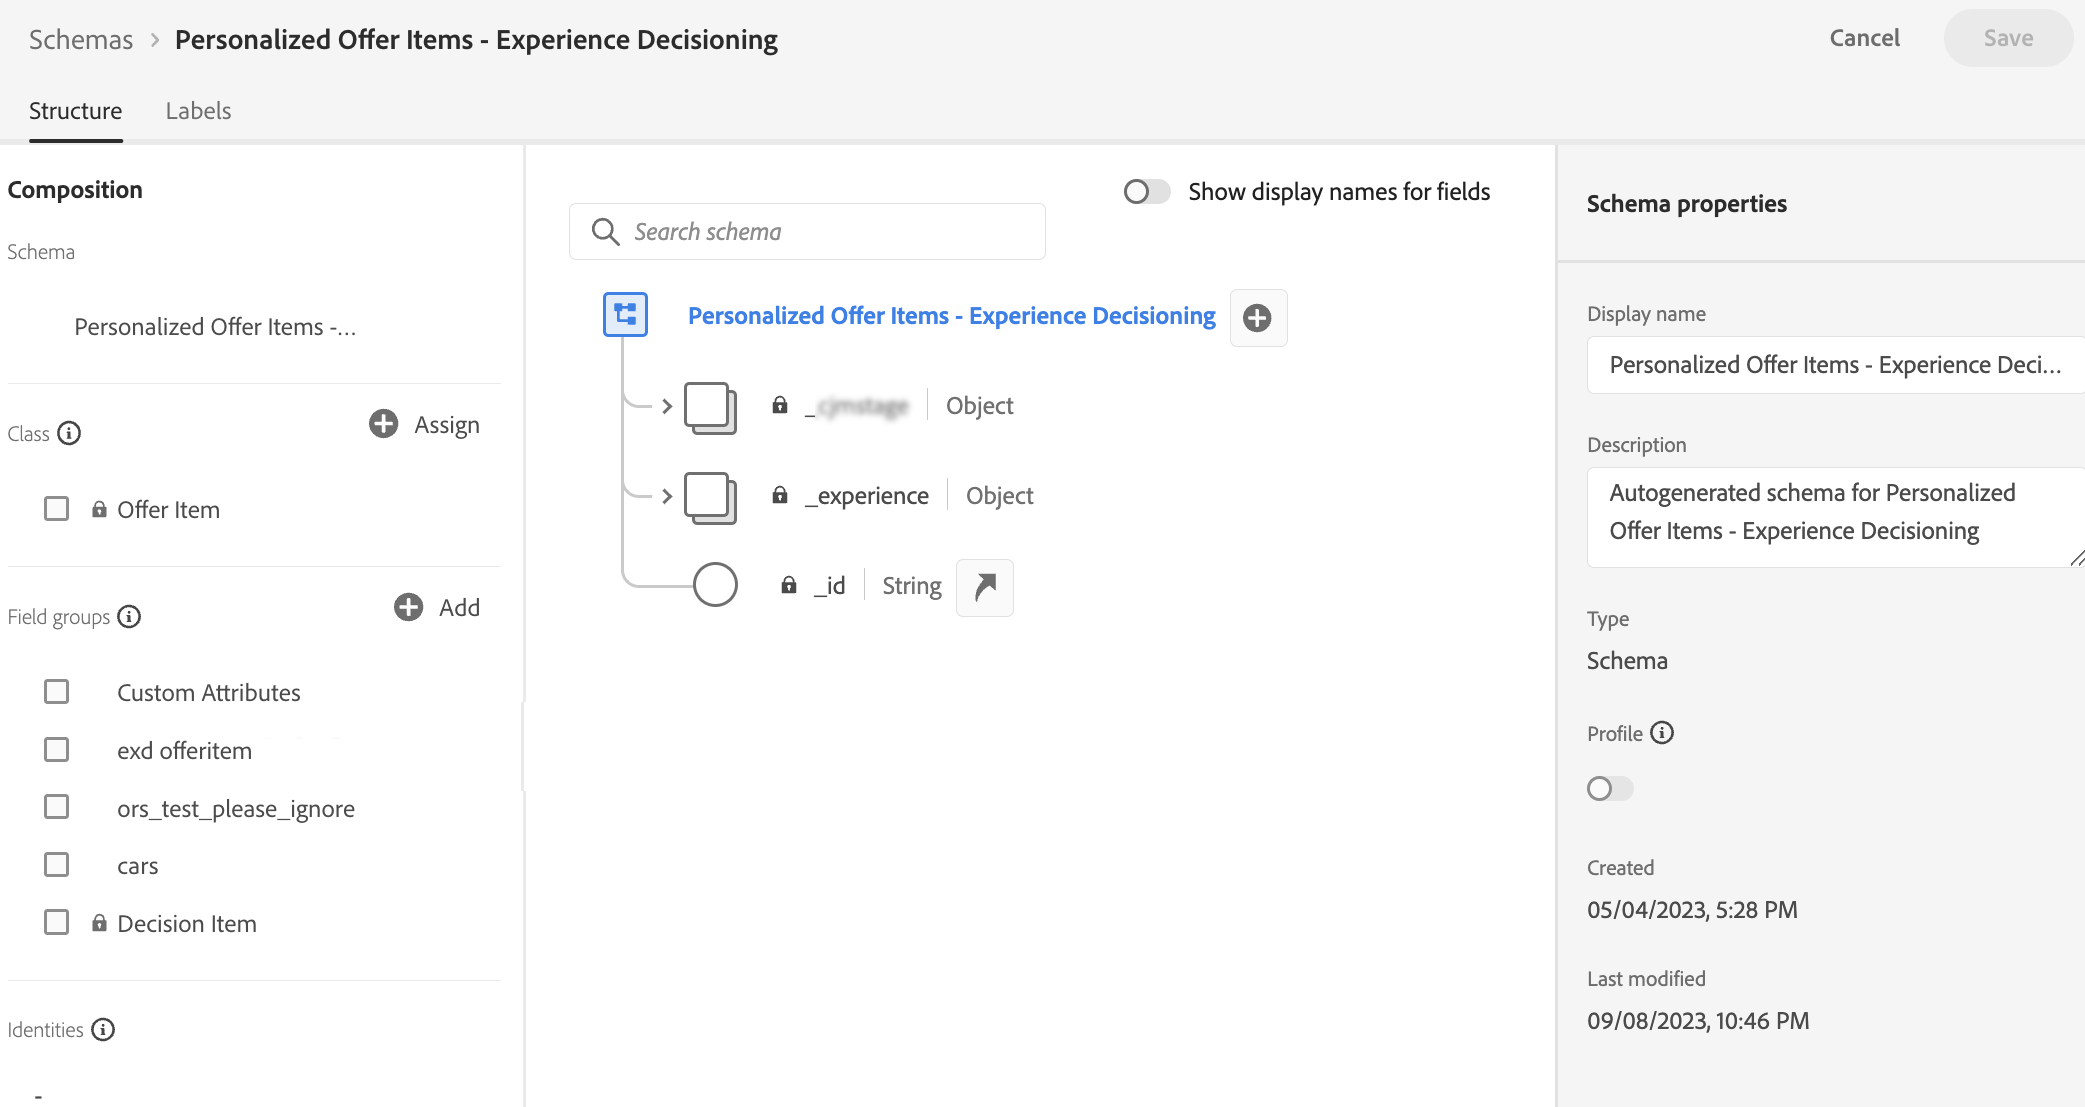 Schemas > Personalized Offer Items - Experience Decisioning
Cancel
Save
Structure
Labels
Composition
Schema
Personalized Offer Items -...
Class
Assign
Offer Item
Field groups
Add
Custom Attributes
exd offeritem
ors_test_please_ignore
cars
Decision Item
Identities
-
Show display names for fields
Search schema
Personalized Offer Items - Experience Decisioning
Object
_experience | Object
_id | String
Schema properties
Display name
Personalized Offer Items - Experience Deci...
Description
Autogenerated schema for Personalized
Offer Items - Experience Decisioning
Type
Schema
Profile
Created
05/04/2023, 5:28 PM
Last modified
09/08/2023, 10:46 PM